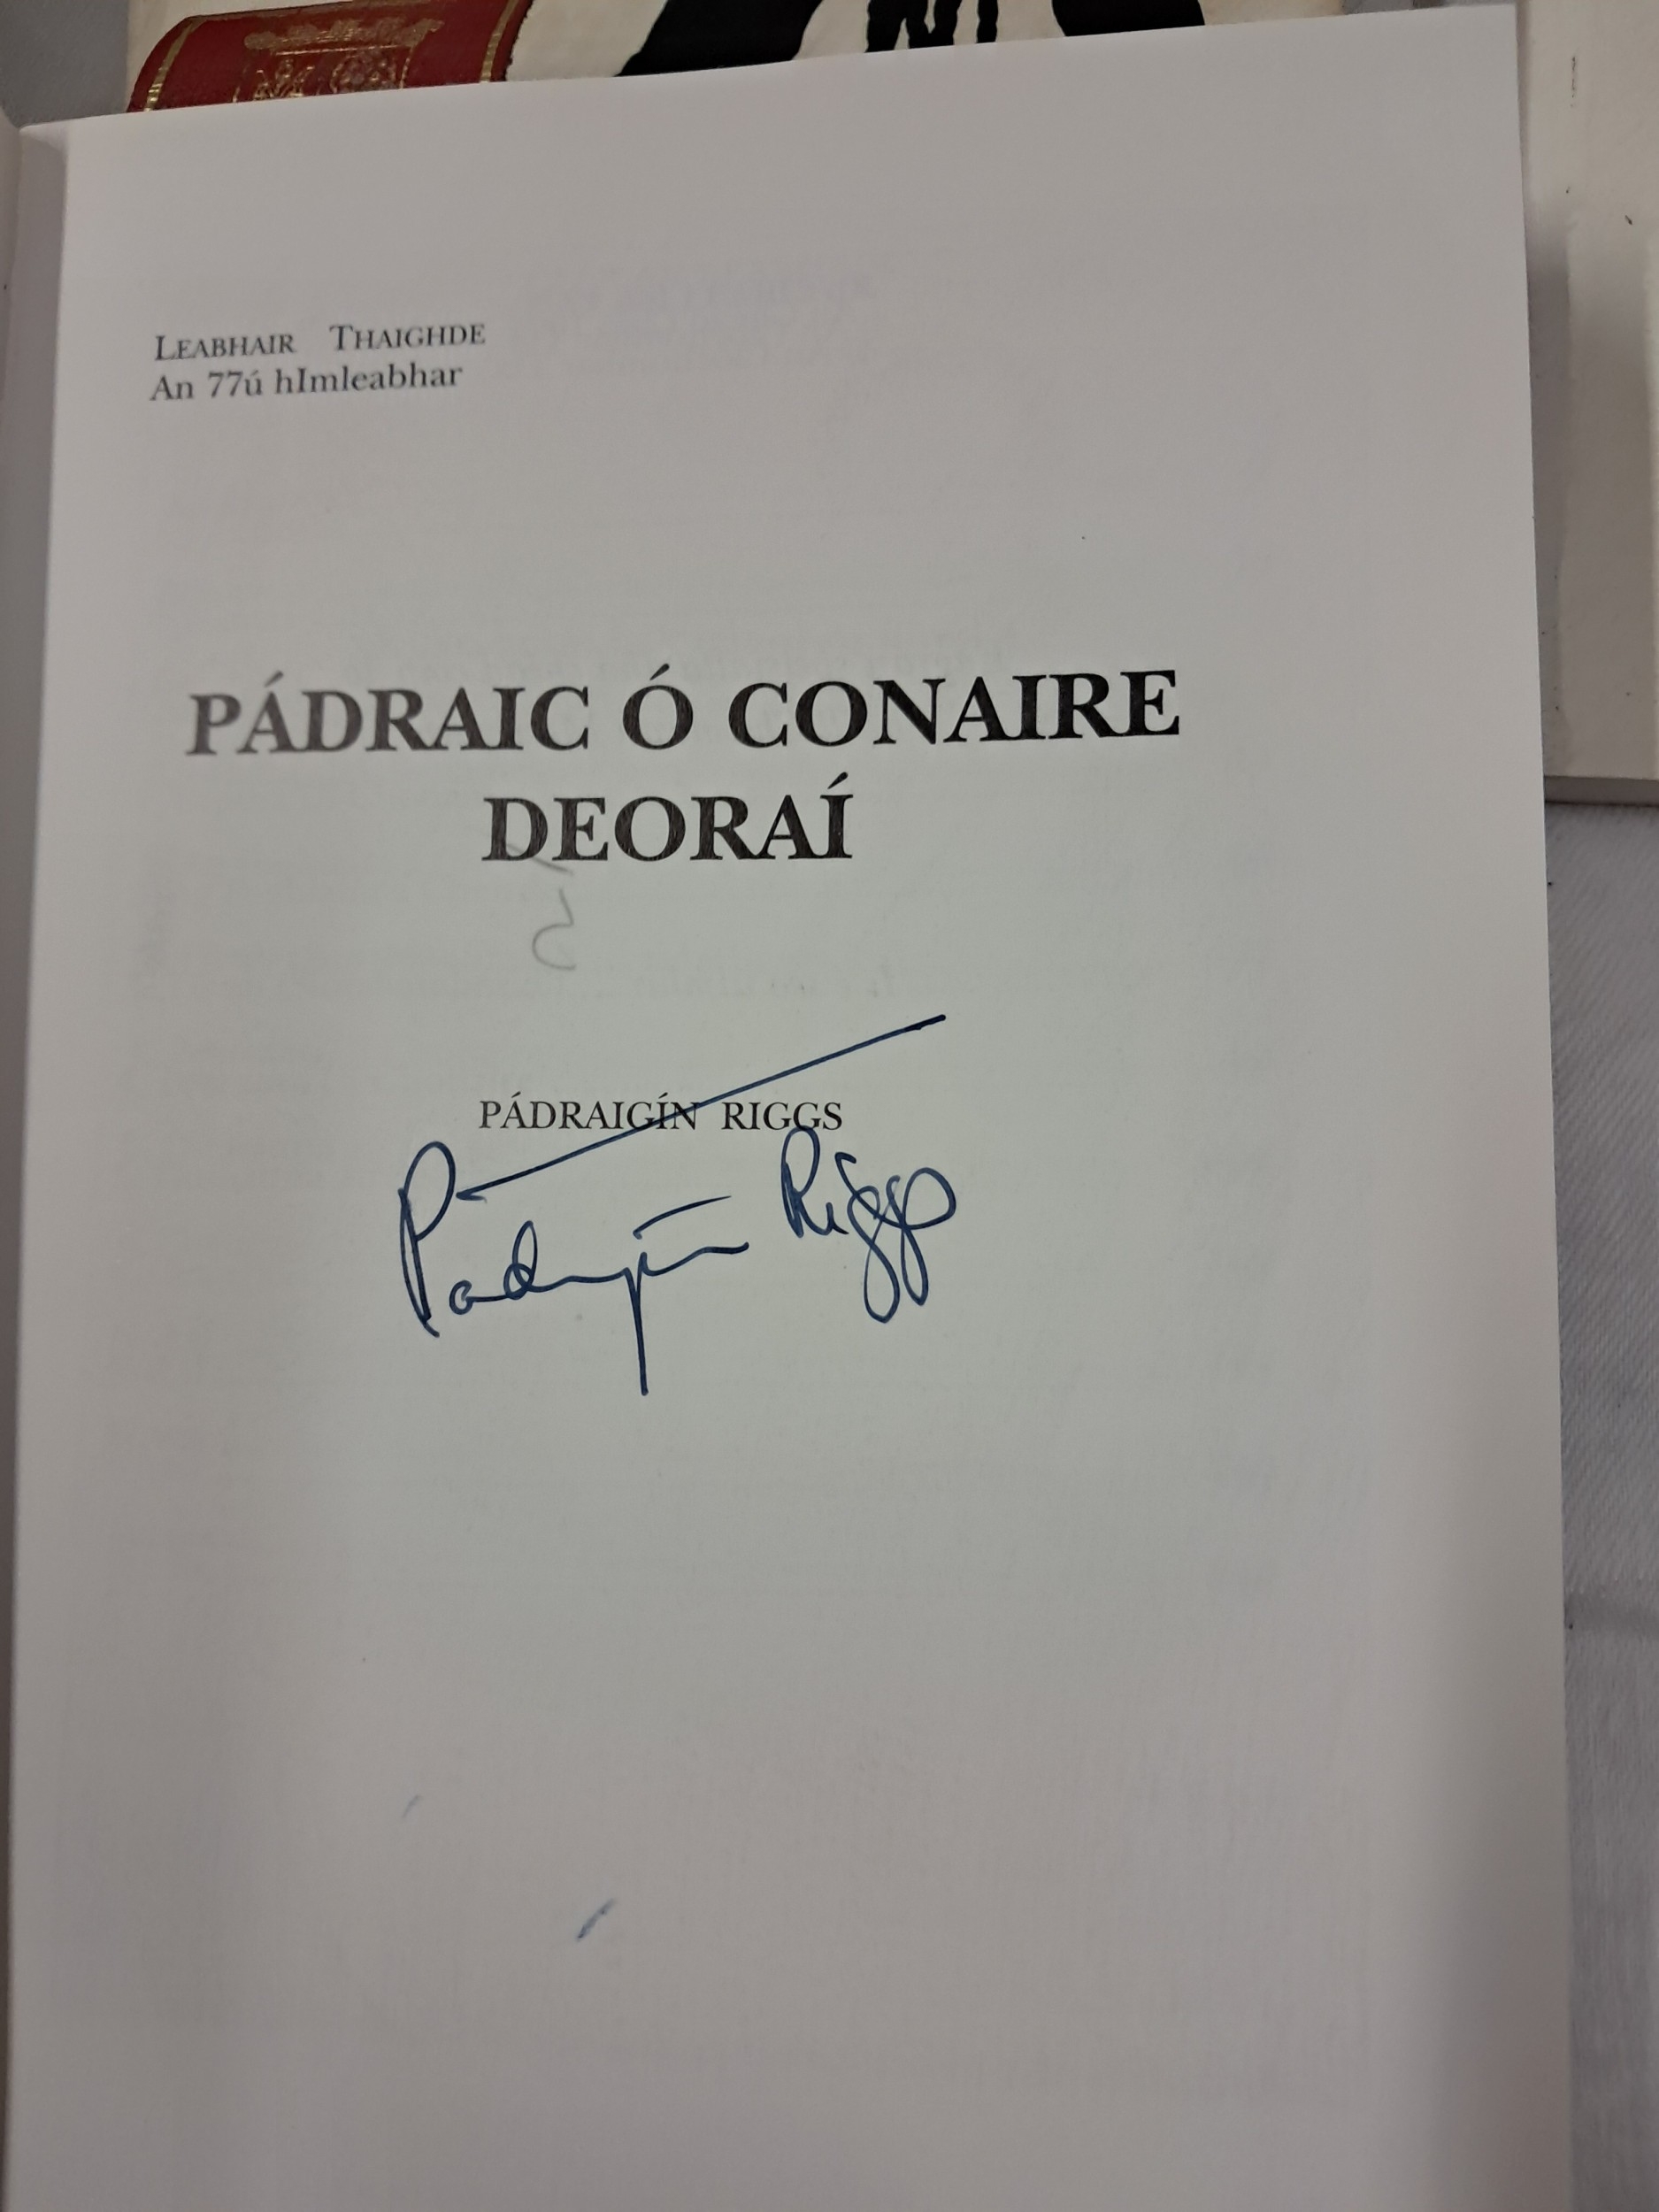 LEABHAIR THAIGHDE
An 77ú hImleabhar
PÁDRAIC Ó CONAIRE
DEORAÍ
PÁDRAIGÍN RIGGS
Pádraigín Riggs